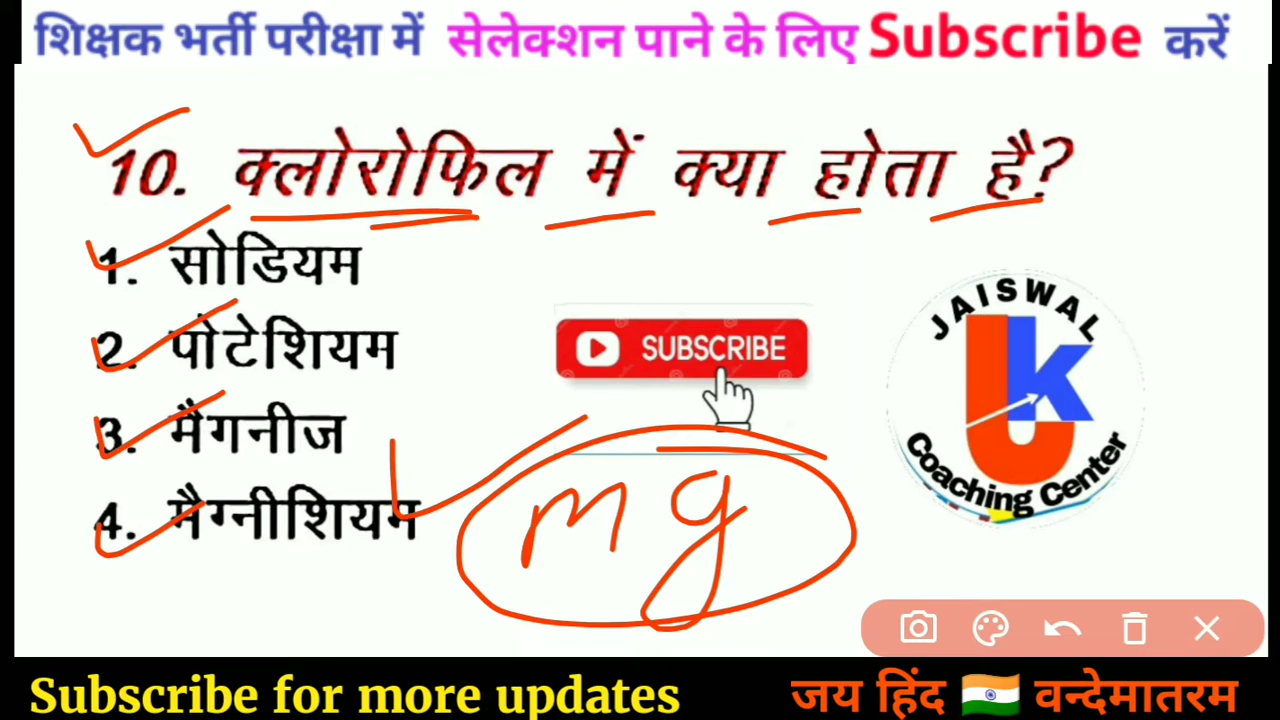 शिक्षक भर्ती परीक्षा में सेलेक्शन पाने के लिए Subscribe करें
10. क्लोरोफिल में क्या होता है?
1. सोडियम
2. पोटेशियम
3. मैगनीज
4. मैग्नीशियम
SUBSCRIBE
mg
JAISWAL
JK
Coaching Center
Subscribe for more updates
जय हिंद वन्देमातरम